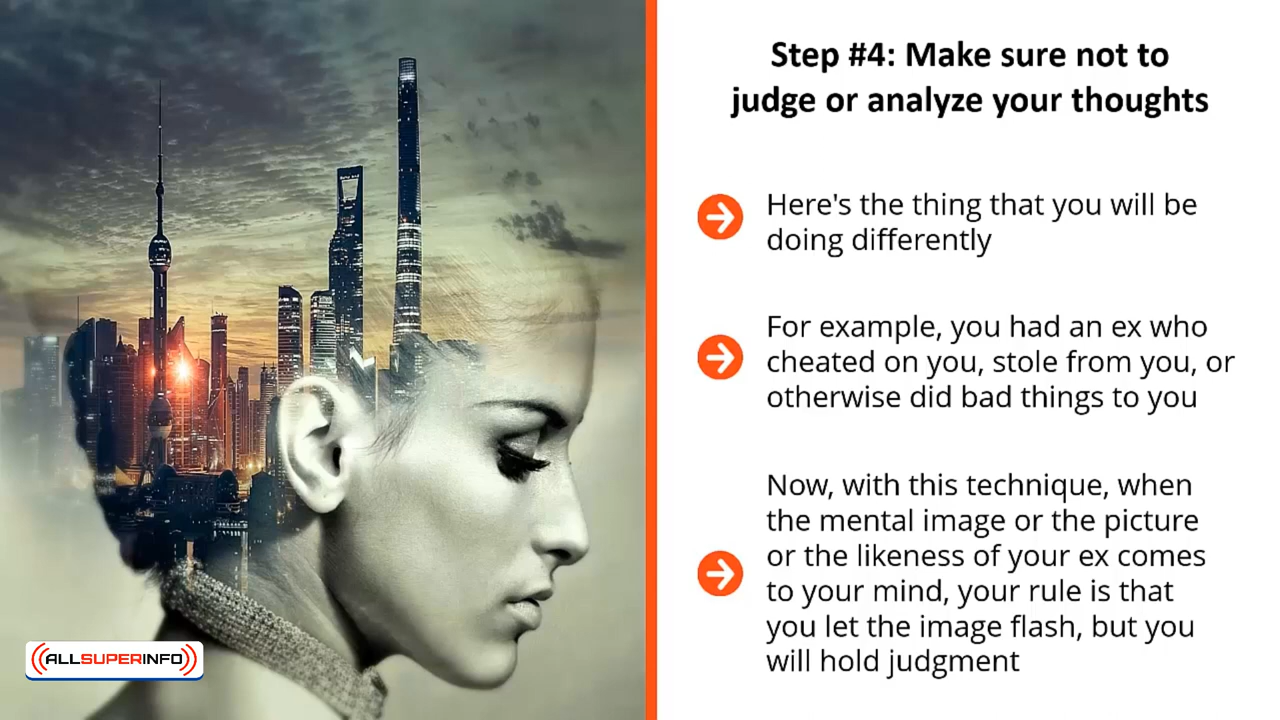 Step #4: Make sure not to
judge or analyze your thoughts
Here's the thing that you will be
doing differently
For example, you had an ex who
cheated on you, stole from you, or
otherwise did bad things to you
Now, with this technique, when
the mental image or the picture
or the likeness of your ex comes
to your mind, your rule is that
you let the image flash, but you
will hold judgment
ALLSUPERINFO